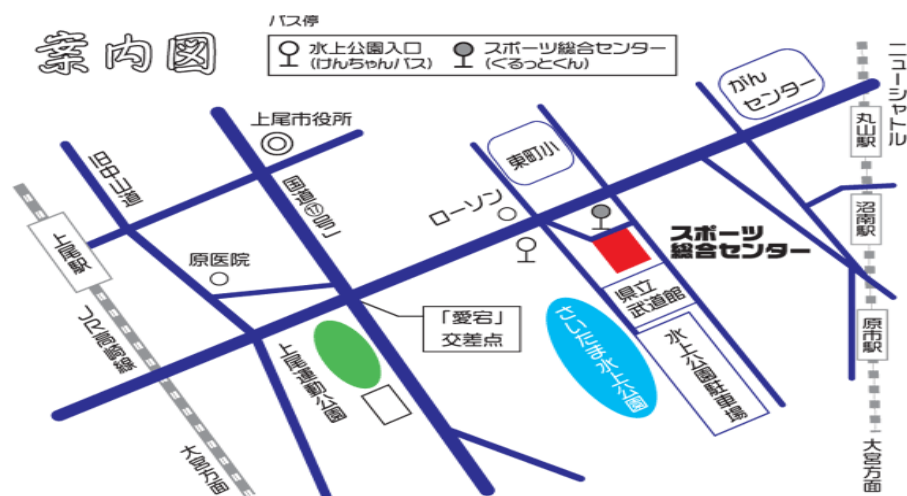 案内図
バス停
水上公園入口
(けんちゃんバス)
スポーツ総合センター
(ぐるっとくん)
ニューシャトル
がん
センター
丸山駅
上尾市役所
東町小
旧中山道
国道⑰号
ローソン
沼南駅
上尾駅
原医院
スポーツ
総合センター
県立
武道館
「愛宕」
交差点
さいたま水上公園
原市駅
JR高崎線
上尾運動公園
水上公園駐車場
大宮方面
大宮方面